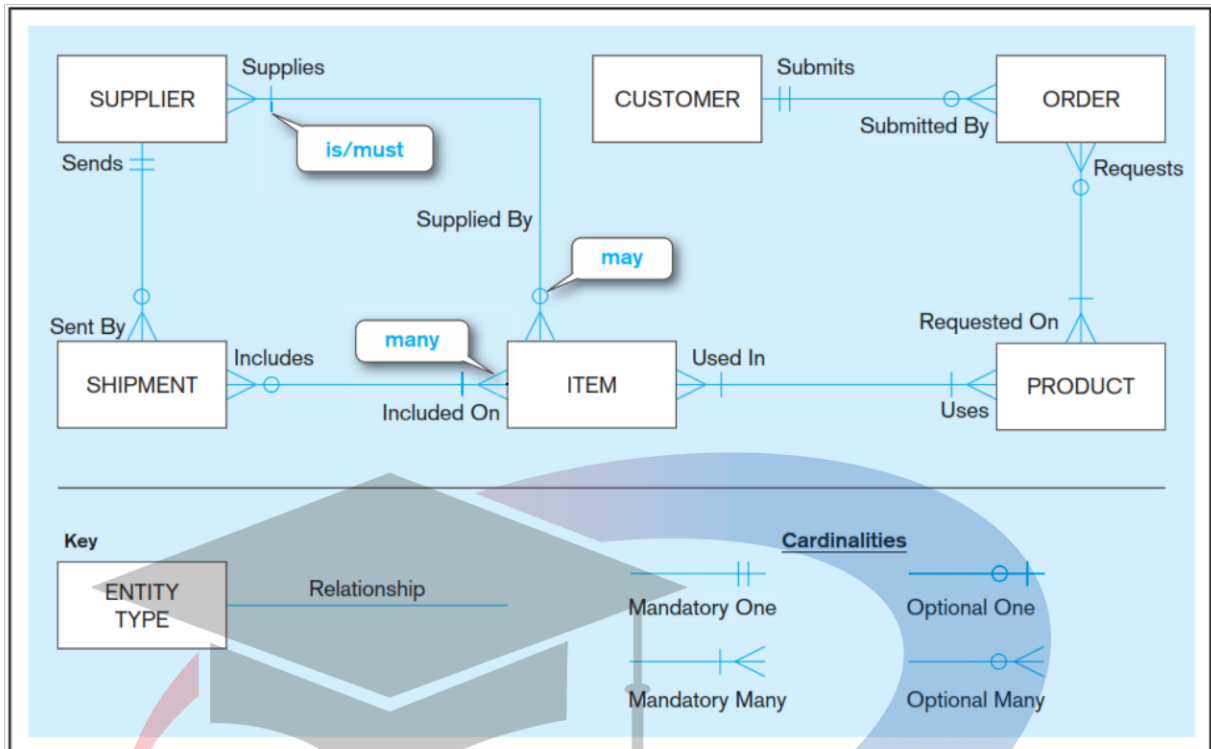 Supplies
Submits
SUPPLIER
CUSTOMER
ORDER
Submitted By
is/must
Sends
Requests
Supplied By
may
Sent By
many
Requested On
Includes
Used In
SHIPMENT
ITEM
PRODUCT
Included On
Uses
Key
Cardinalities
ENTITY
TYPE
Relationship
Mandatory One
Optional One
Mandatory Many
Optional Many